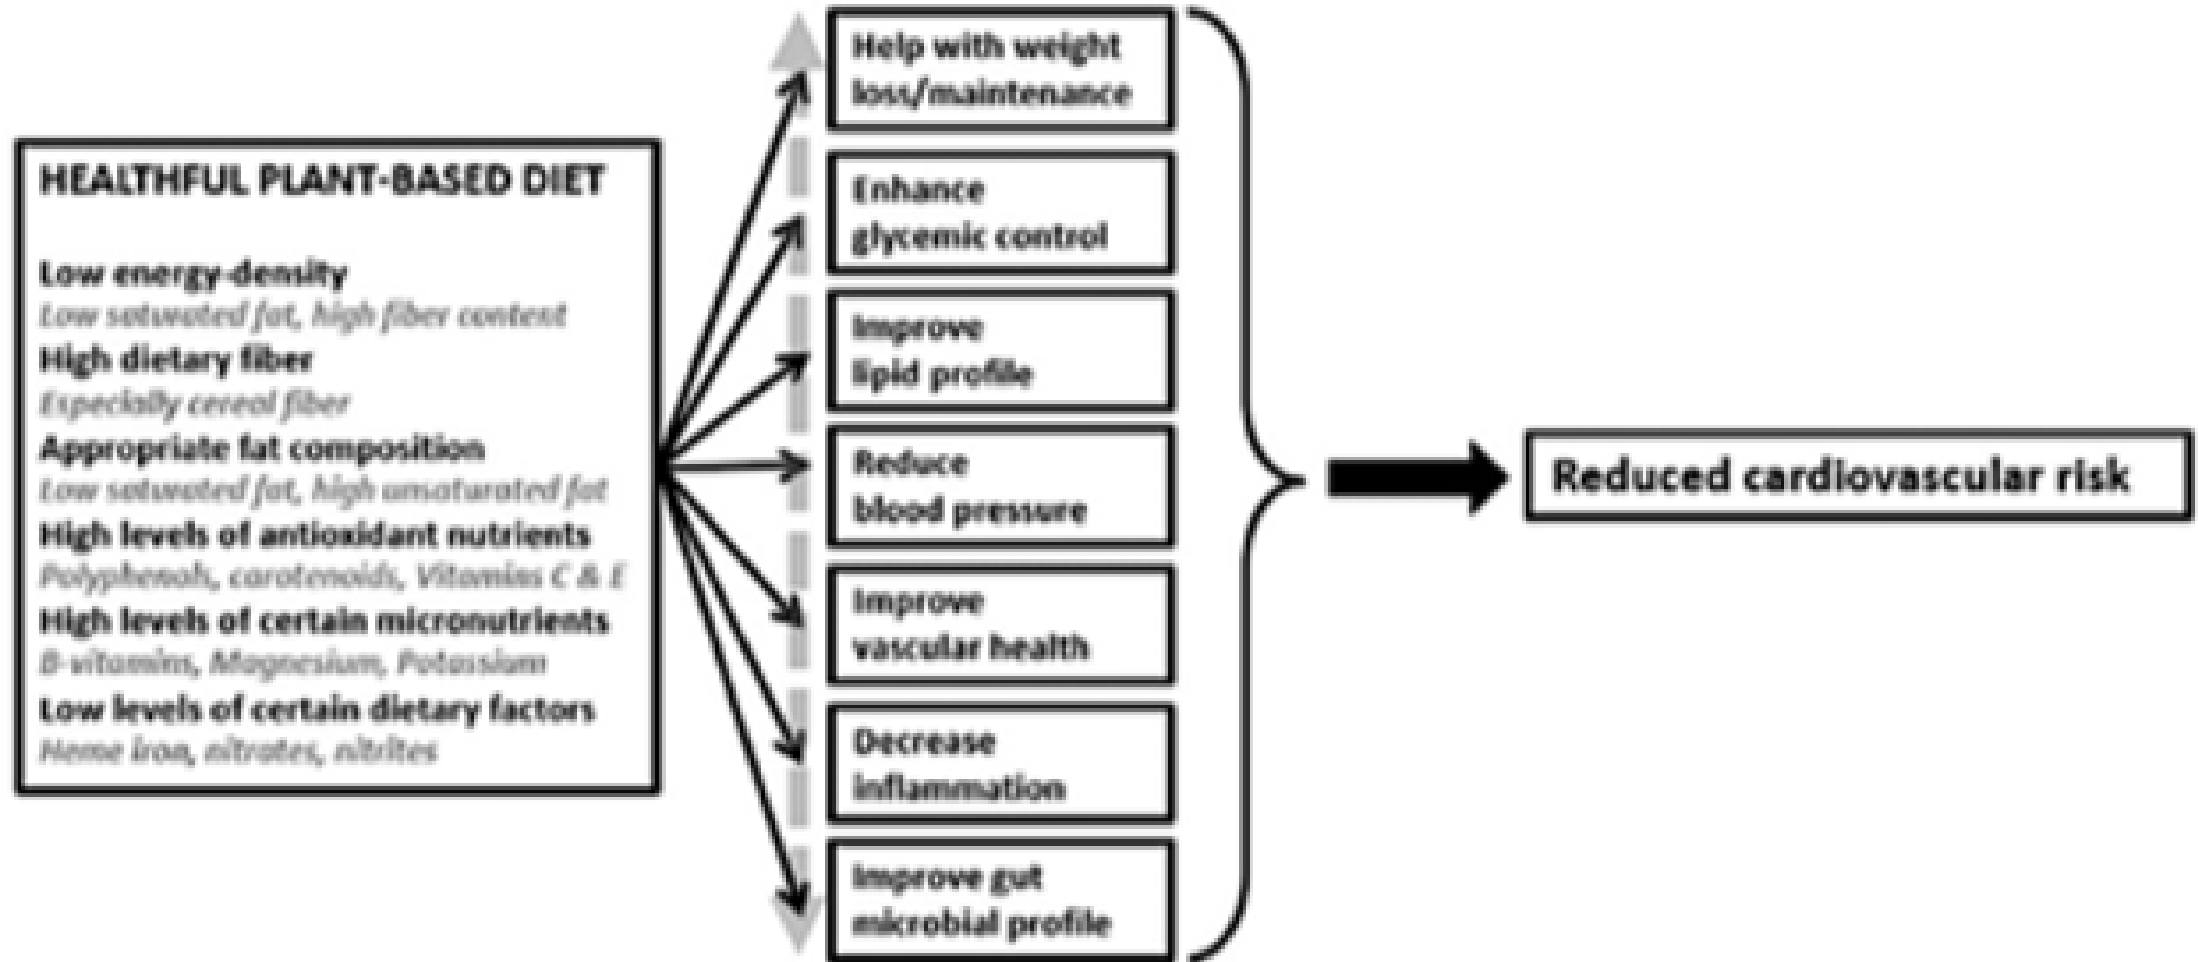 HEALTHFUL PLANT-BASED DIET
Low energy-density
Low saturated fat, high fiber content
High dietary fiber
Especially cereal fiber
Appropriate fat composition
Low saturated fat, high unsaturated fat
High levels of antioxidant nutrients
Polyphenols, carotenoids, Vitamins C & E
High levels of certain micronutrients
B-vitamins, Magnesium, Potassium
Low levels of certain dietary factors
Heme iron, nitrates, nitrites
Help with weight
loss/maintenance
Enhance
glycemic control
Improve
lipid profile
Reduce
blood pressure
Improve
vascular health
Decrease
inflammation
Improve gut
microbial profile
Reduced cardiovascular risk